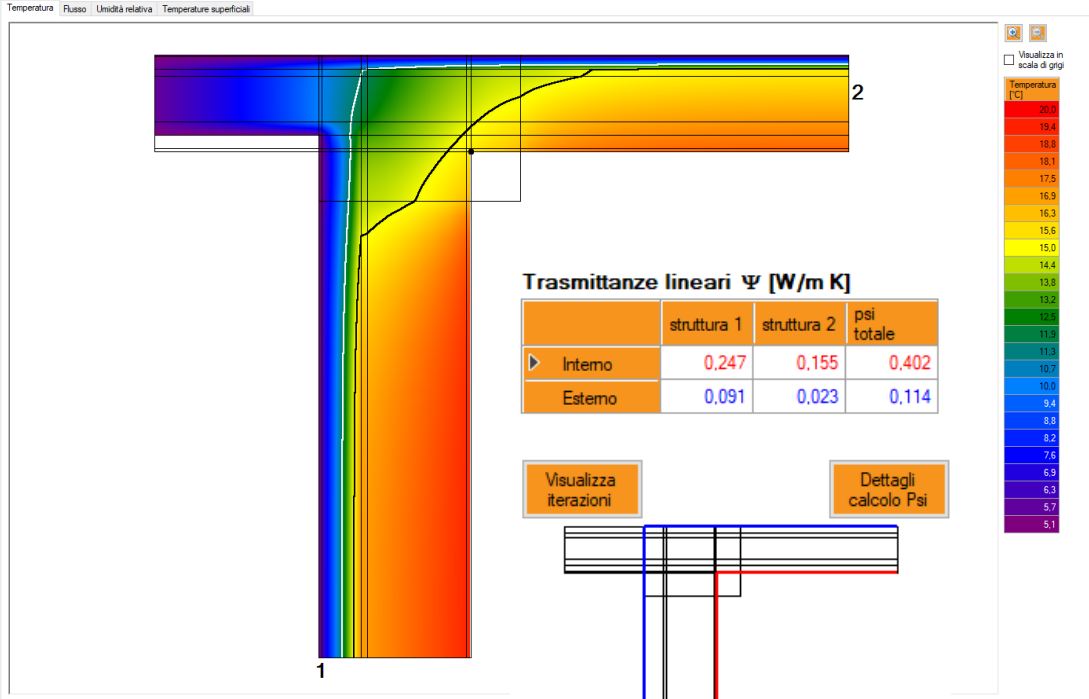 Temperatura Flusso Umidità relativa Temperature superficiali
Visualizza in
scala di grigi
Temperatura
[°C]
20,0
19,4
18,8
18,1
17,5
16,9
16,3
15,6
15,0
14,4
13,8
13,2
12,5
11,9
11,3
10,7
10,0
9,4
8,8
8,2
7,6
6,9
6,3
5,7
5,1
2
1
Trasmittanze lineari Ψ [W/m K]
struttura 1 struttura 2 psi
totale
Interno 0,247 0,155 0,402
Esterno 0,091 0,023 0,114
Visualizza
iterazioni
Dettagli
calcolo Psi